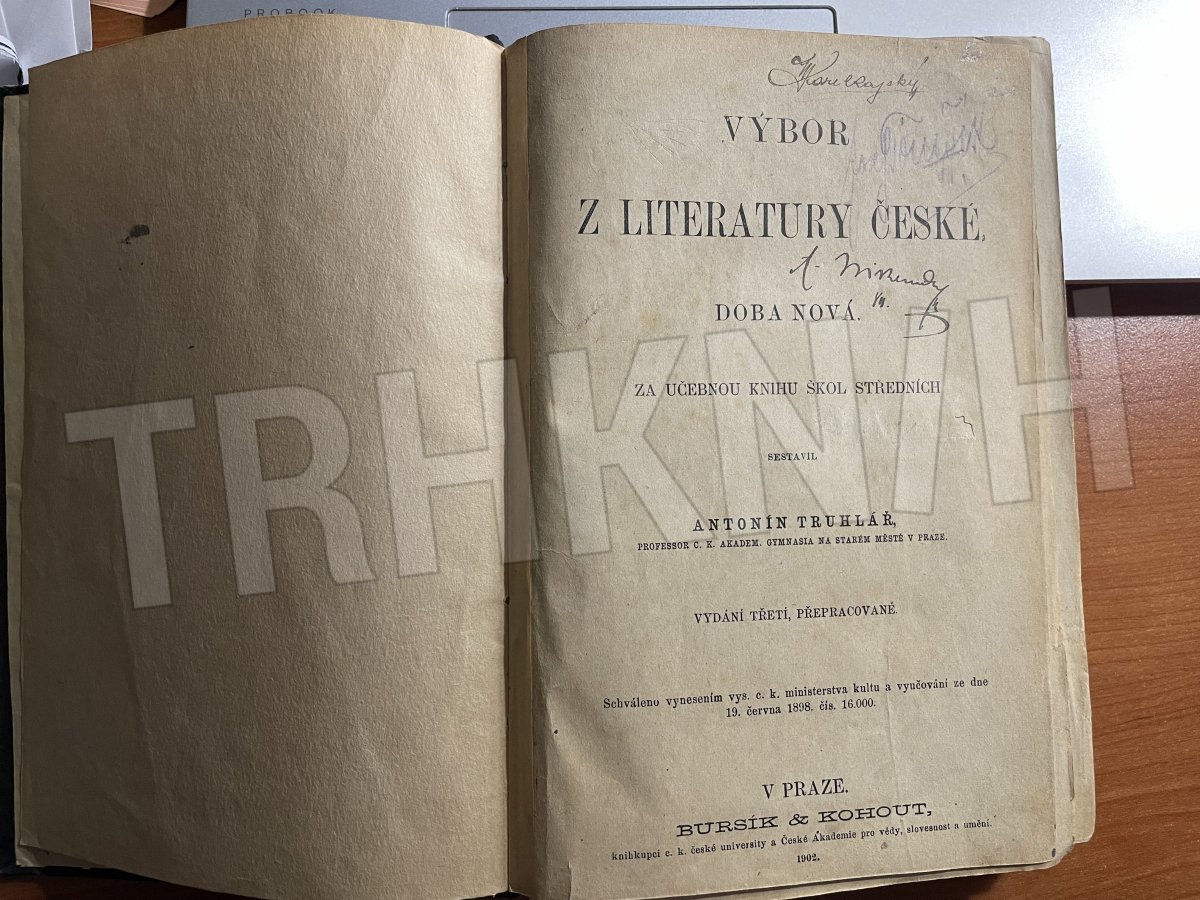 PROBOOK
VÝBOR
Z LITERATURY ČESKÉ.
DOBA NOVÁ.
ZA UČEBNOU KNIHU ŠKOL STŘEDNÍCH
SESTAVIL
ANTONÍN TRUHLÁŘ,
PROFESSOR C. K. AKADEM. GYMNASIA NA STARÉM MĚSTĚ V PRAZE.
VYDÁNÍ TŘETÍ, PŘEPRACOVANÉ.
Schváleno vynesením vys. c. k. ministerstva kultu a vyučování ze dne
19. června 1898. čís. 16.000.
V PRAZE.
BURSÍK & KOHOUT,
knihkupci c. k. české university a České Akademie pro vědy, slovesnost a umění.
1902.
TRHKNIH